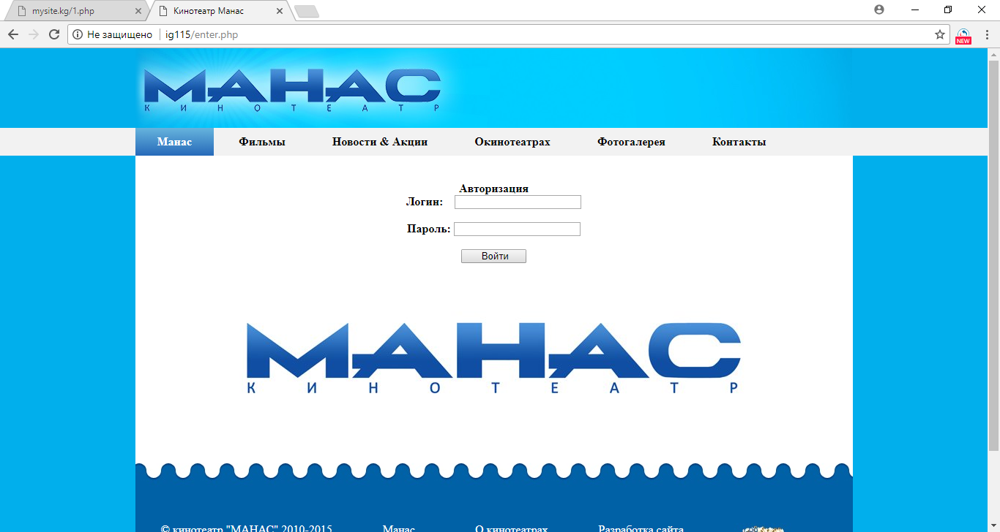 mysite.kg/1.php
Кинотеатр Манас
Не защищено ig115/enter.php
NEW
МАНАС
КИНОТЕАТР
Манас Фильмы Новости & Акции Окинотеатрах Фотогалерея Контакты
Авторизация
Логин:
Пароль:
Войти
МАНАС
КИНОТЕАТР
© кинотеатр "МАНАС" 2010-2015 Манас О кинотеатрах Разработка сайта